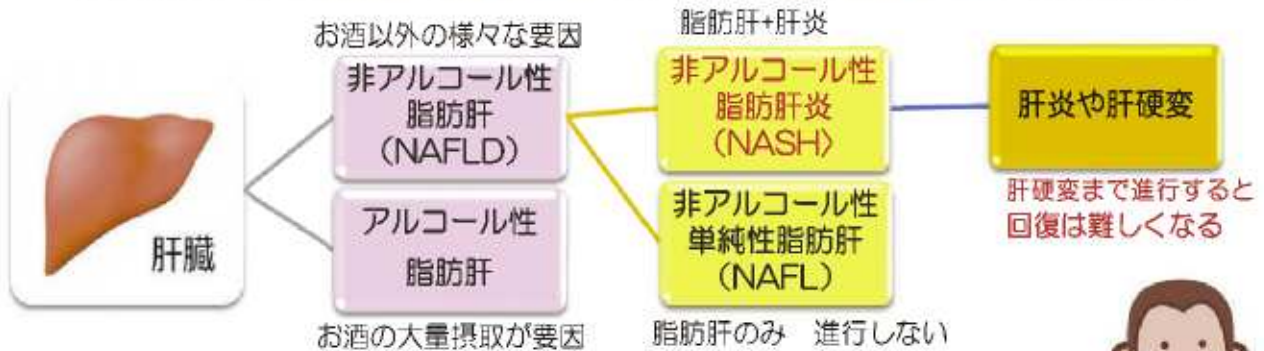 お酒以外の様々な要因
非アルコール性
脂肪肝
(NAFLD)
肝臓
アルコール性
脂肪肝
お酒の大量摂取が要因
脂肪肝+肝炎
非アルコール性
脂肪肝炎
(NASH)
非アルコール性
単純性脂肪肝
(NAFL)
脂肪肝のみ 進行しない
肝炎や肝硬変
肝硬変まで進行すると
回復は難しくなる